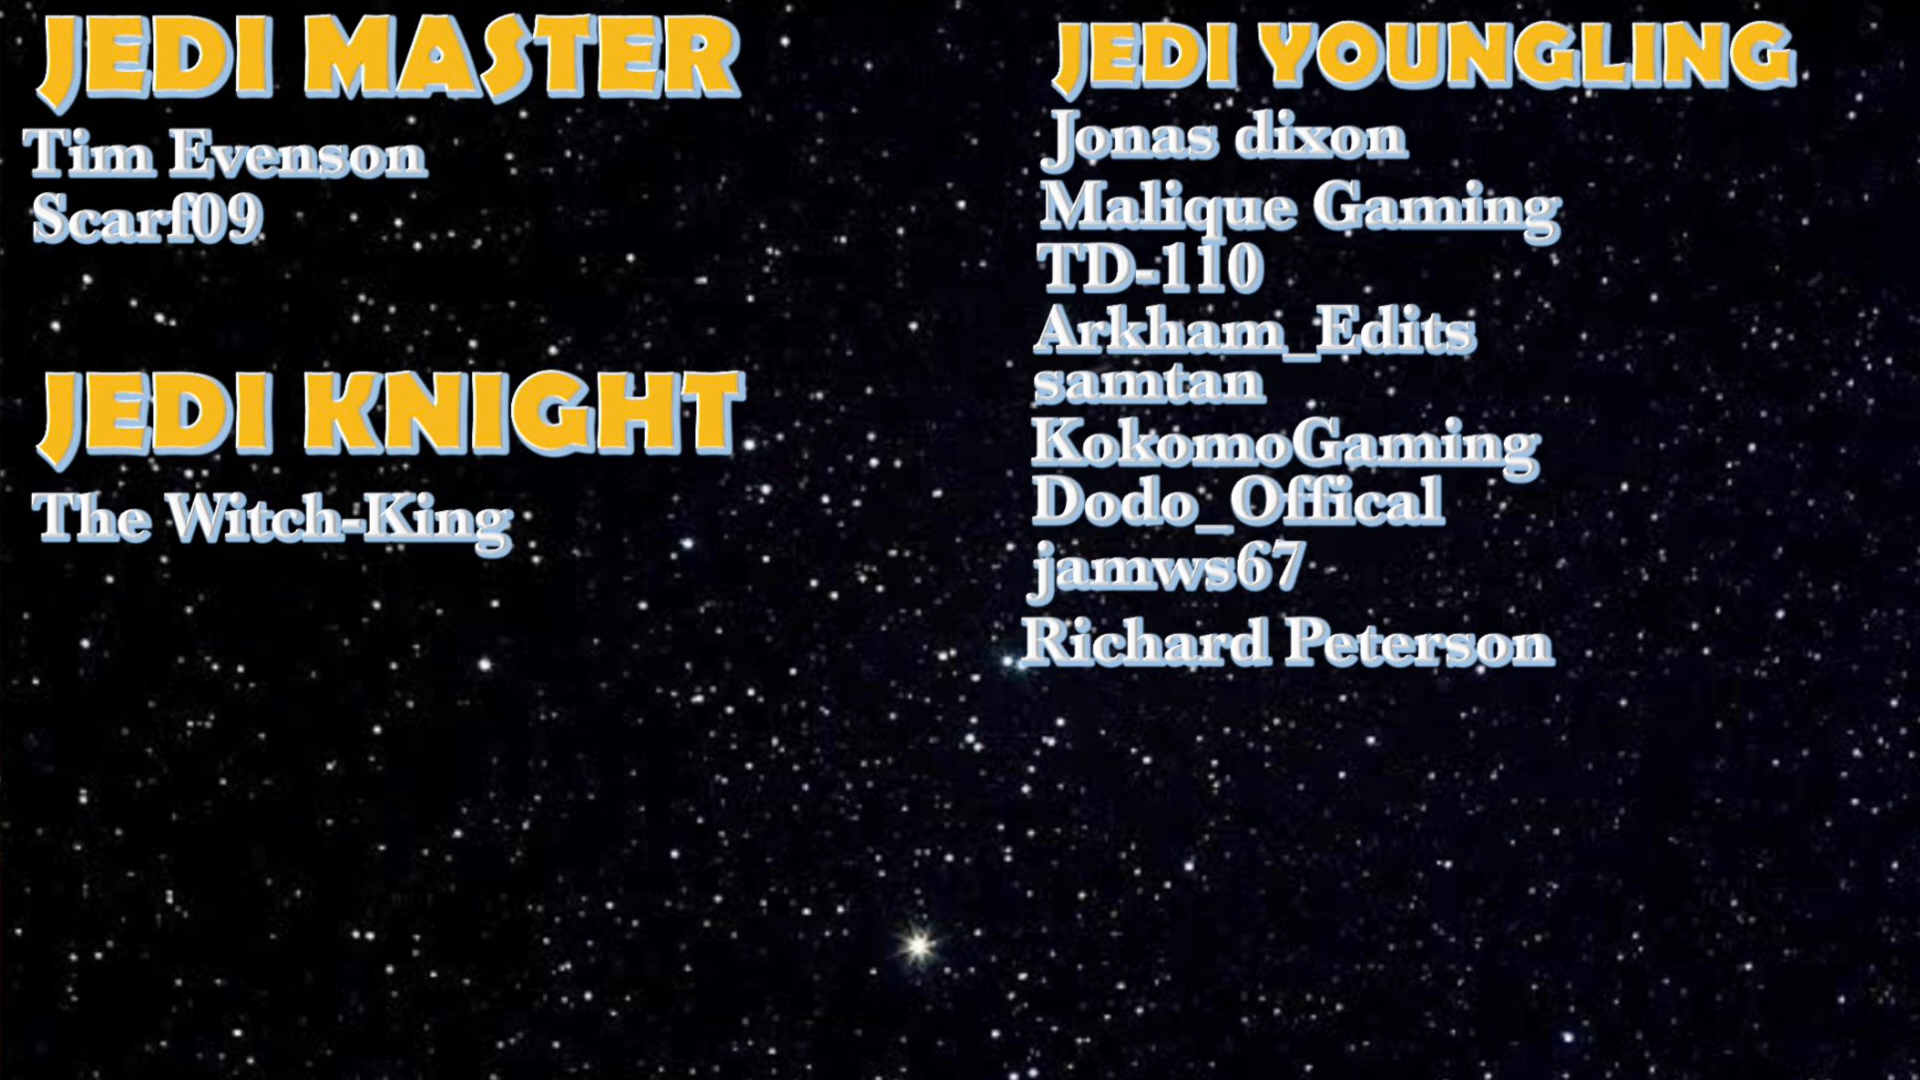 JEDI MASTER
Tim Evenson
Scarf09
JEDI KNIGHT
The Witch-King
JEDI YOUNGLING
Jonas dixon
Malique Gaming
TD-110
Arkham_Edits
samtan
KokomoGaming
Dodo_Offical
jamws67
Richard Peterson